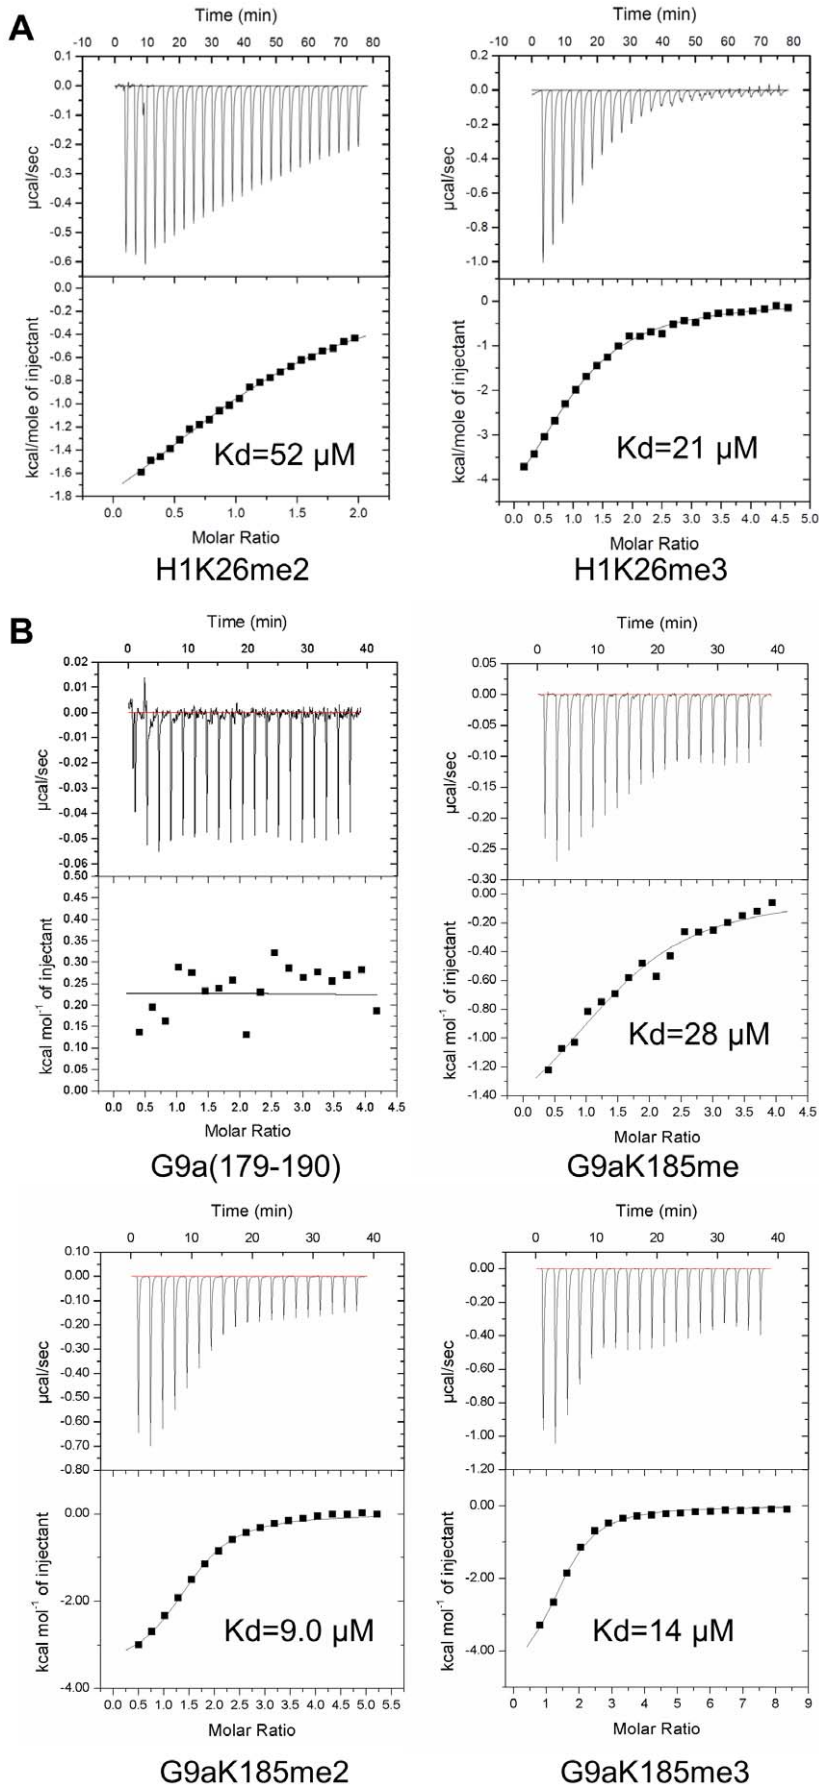 A
Time (min)
-10 0 10 20 30 40 50 60 70 80
0.1
0.0
-0.1
-0.2
-0.3
-0.4
-0.5
-0.6
µcal/sec
0.0
-0.2
-0.4
-0.6
-0.8
-1.0
-1.2
-1.4
-1.6
-1.8
kcal/mole of injectant
Kd=52 µM
0.0 0.5 1.0 1.5 2.0
Molar Ratio
H1K26me2
Time (min)
-10 0 10 20 30 40 50 60 70 80
0.2
0.0
-0.2
-0.4
-0.6
-0.8
-1.0
µcal/sec
0
-1
-2
-3
-4
kcal/mole of injectant
Kd=21 µM
0.0 0.5 1.0 1.5 2.0 2.5 3.0 3.5 4.0 4.5 5.0
Molar Ratio
H1K26me3
B
Time (min)
0 10 20 30 40
0.02
0.01
0.00
-0.01
-0.02
-0.03
-0.04
-0.05
-0.06
µcal/sec
0.50
0.45
0.40
0.35
0.30
0.25
0.20
0.15
0.10
0.05
0.00
kcal mol⁻¹ of injectant
0.0 0.5 1.0 1.5 2.0 2.5 3.0 3.5 4.0 4.5
Molar Ratio
G9a(179-190)
Time (min)
0 10 20 30 40
0.05
0.00
-0.05
-0.10
-0.15
-0.20
-0.25
-0.30
µcal/sec
0.00
-0.20
-0.40
-0.60
-0.80
-1.00
-1.20
-1.40
kcal mol⁻¹ of injectant
Kd=28 µM
0.0 0.5 1.0 1.5 2.0 2.5 3.0 3.5 4.0 4.5
Molar Ratio
G9aK185me
Time (min)
0 10 20 30 40
0.10
0.00
-0.10
-0.20
-0.30
-0.40
-0.50
-0.60
-0.70
-0.80
µcal/sec
0.00
-2.00
-4.00
kcal mol⁻¹ of injectant
Kd=9.0 µM
0.0 0.5 1.0 1.5 2.0 2.5 3.0 3.5 4.0 4.5 5.0 5.5
Molar Ratio
G9aK185me2
Time (min)
0 10 20 30 40
0.00
-0.20
-0.40
-0.60
-0.80
-1.00
-1.20
µcal/sec
0.00
-2.00
-4.00
kcal mol⁻¹ of injectant
Kd=14 µM
0 1 2 3 4 5 6 7 8 9
Molar Ratio
G9aK185me3